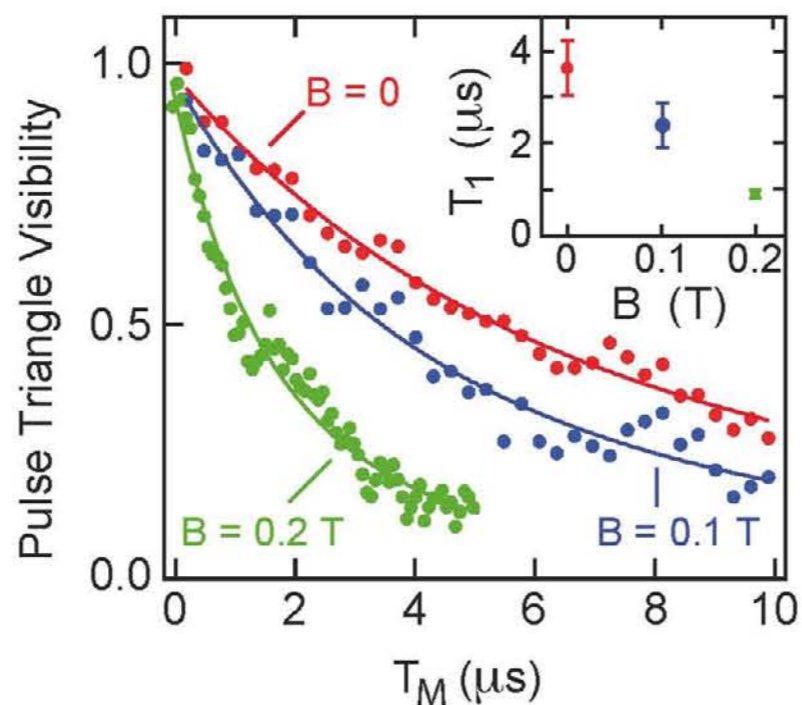 Pulse Triangle Visibility
1.0
0.5
0.0
0 2 4 6 8 10
T_M (μs)
B = 0
B = 0.2 T
B = 0.1 T
T_1 (μs)
4
2
0
0 0.1 0.2
B (T)